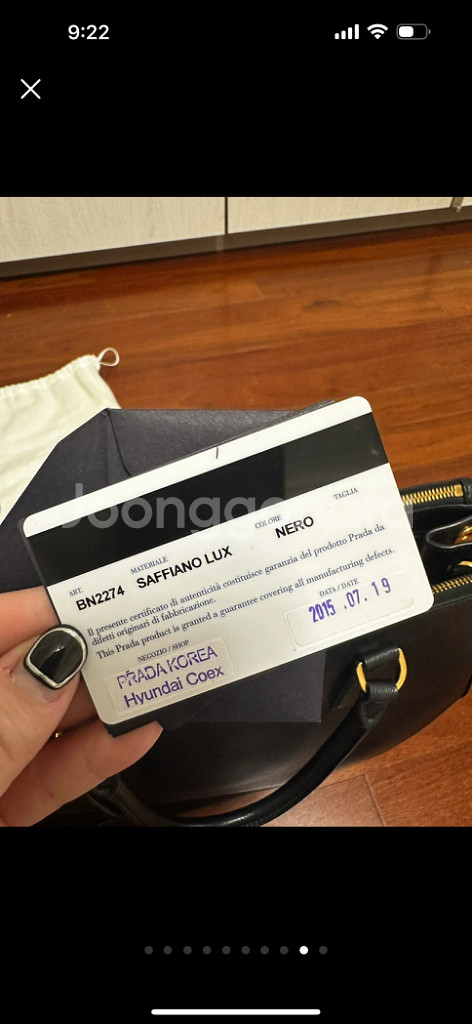 9:22
Joonggonara
ART.
BN2274
MATERIALE
SAFFIANO LUX
COLORE
NERO
TAGLIA
Il presente certificato di autenticità costituisce garanzia del prodotto Prada da
difetti originari di fabbricazione.
This Prada product is granted a guarantee covering all manufacturing defects.
NEGOZIO / SHOP
PRADA KOREA
Hyundai Coex
DATA / DATE
2015 .07. 19